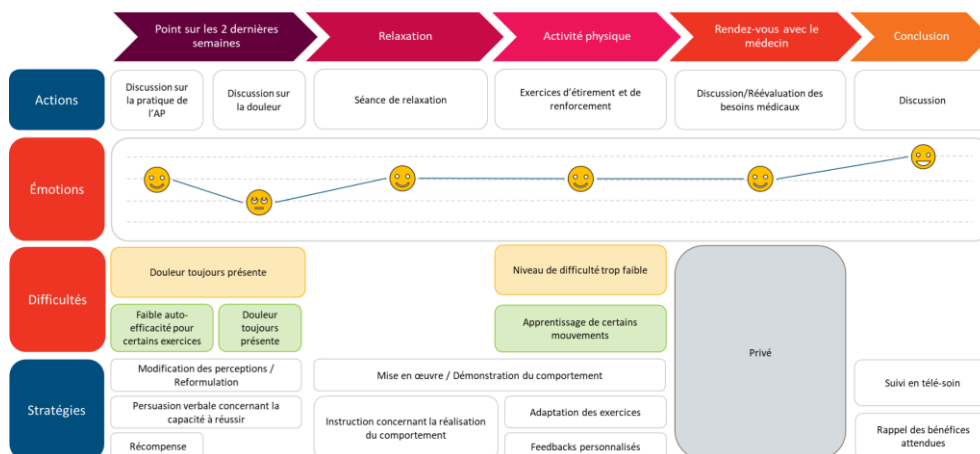 Point sur les 2 dernières
semaines
Relaxation
Activité physique
Rendez-vous avec le
médecin
Conclusion
Actions
Discussion sur
la pratique de
l'AP
Discussion sur
la douleur
Séance de relaxation
Exercices d'étirement et de
renforcement
Discussion/Réévaluation des
besoins médicaux
Discussion
Émotions
Difficultés
Douleur toujours présente
Niveau de difficulté trop faible
Faible auto-
efficacité pour
certains exercices
Douleur
toujours
présente
Apprentissage de certains
mouvements
Privé
Stratégies
Modification des perceptions /
Reformulation
Mise en œuvre / Démonstration du comportement
Suivi en télé-soin
Persuasion verbale concernant la
capacité à réussir
Instruction concernant la réalisation
du comportement
Adaptation des exercices
Rappel des bénéfices
attendues
Récompense
Feedbacks personnalisés